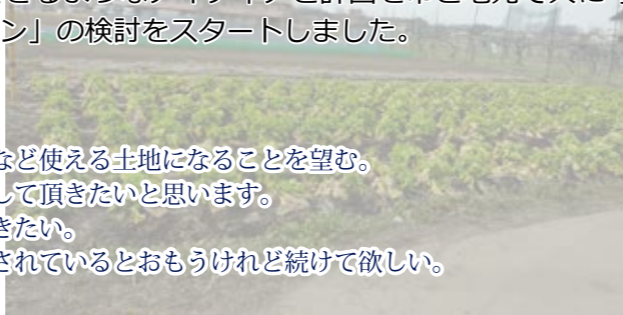 ン」の検討をスタートしました。
など使える土地になることを望む。
して頂きたいと思います。
きたい。
されているとおもうけれど続けて欲しい。